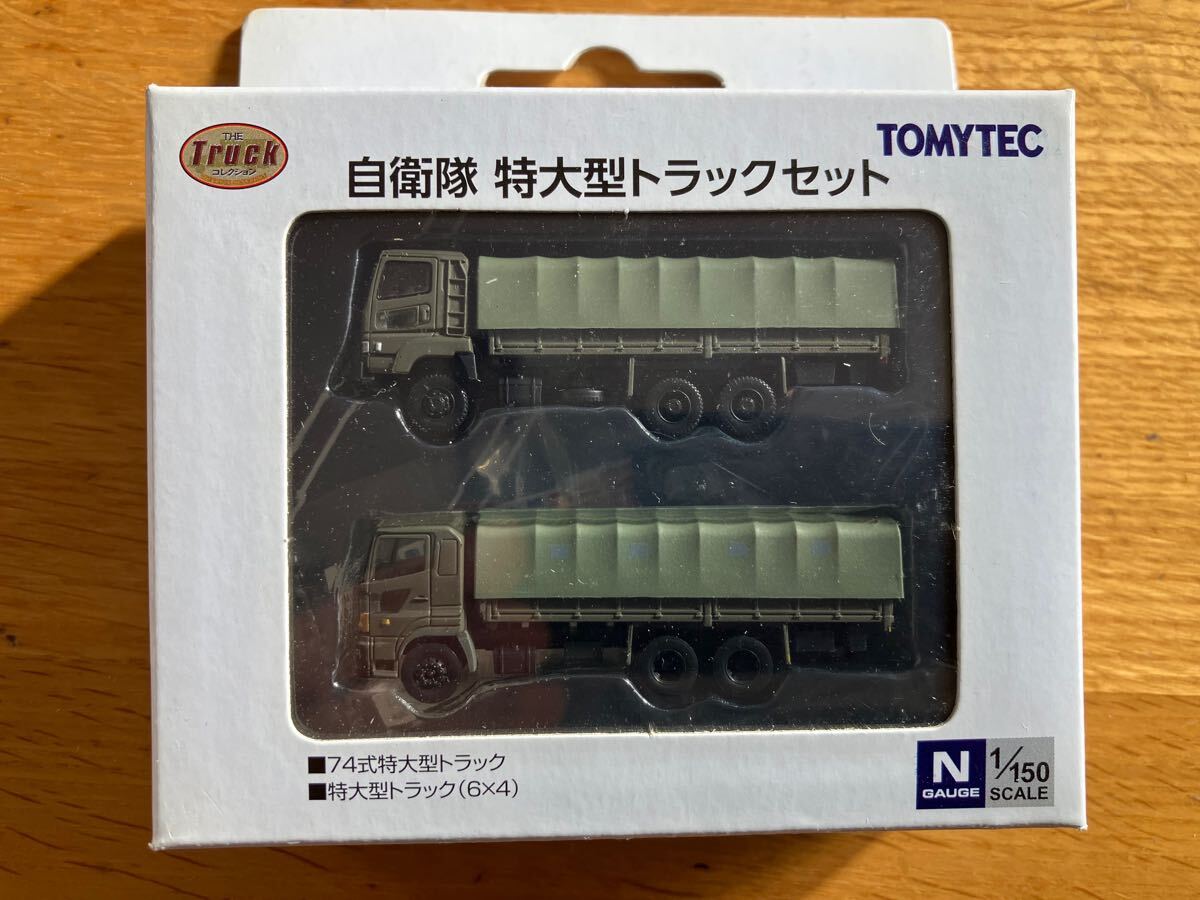 THE
Truck
コレクション
TOMYTEC
自衛隊 特大型トラックセット
■74式特大型トラック
■特大型トラック(6×4)
N
GAUGE
1/150
SCALE